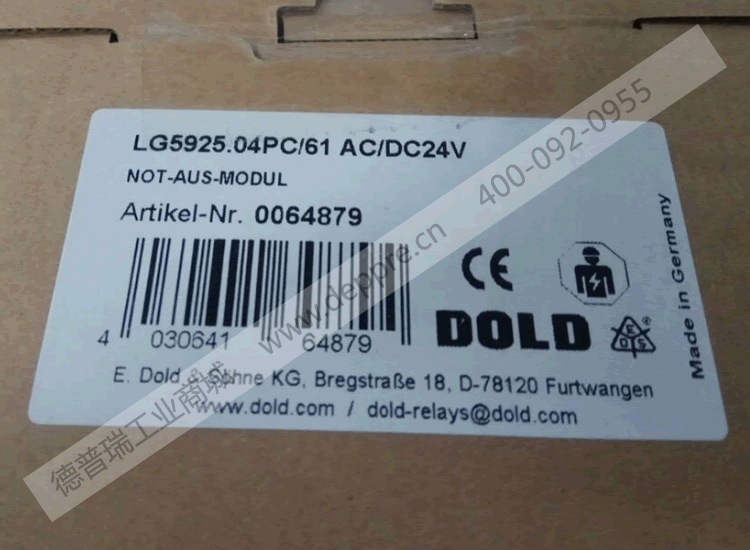 LG5925.04PC/61 AC/DC24V
NOT-AUS-MODUL
Artikel-Nr. 0064879
4 030641 64879
CE
DOLD
EDS®
Made in Germany
E. Dold & Söhne KG, Bregstraße 18, D-78120 Furtwangen
www.dold.com / dold-relays@dold.com
德普瑞工业商城 www.deppre.cn 400-092-0955